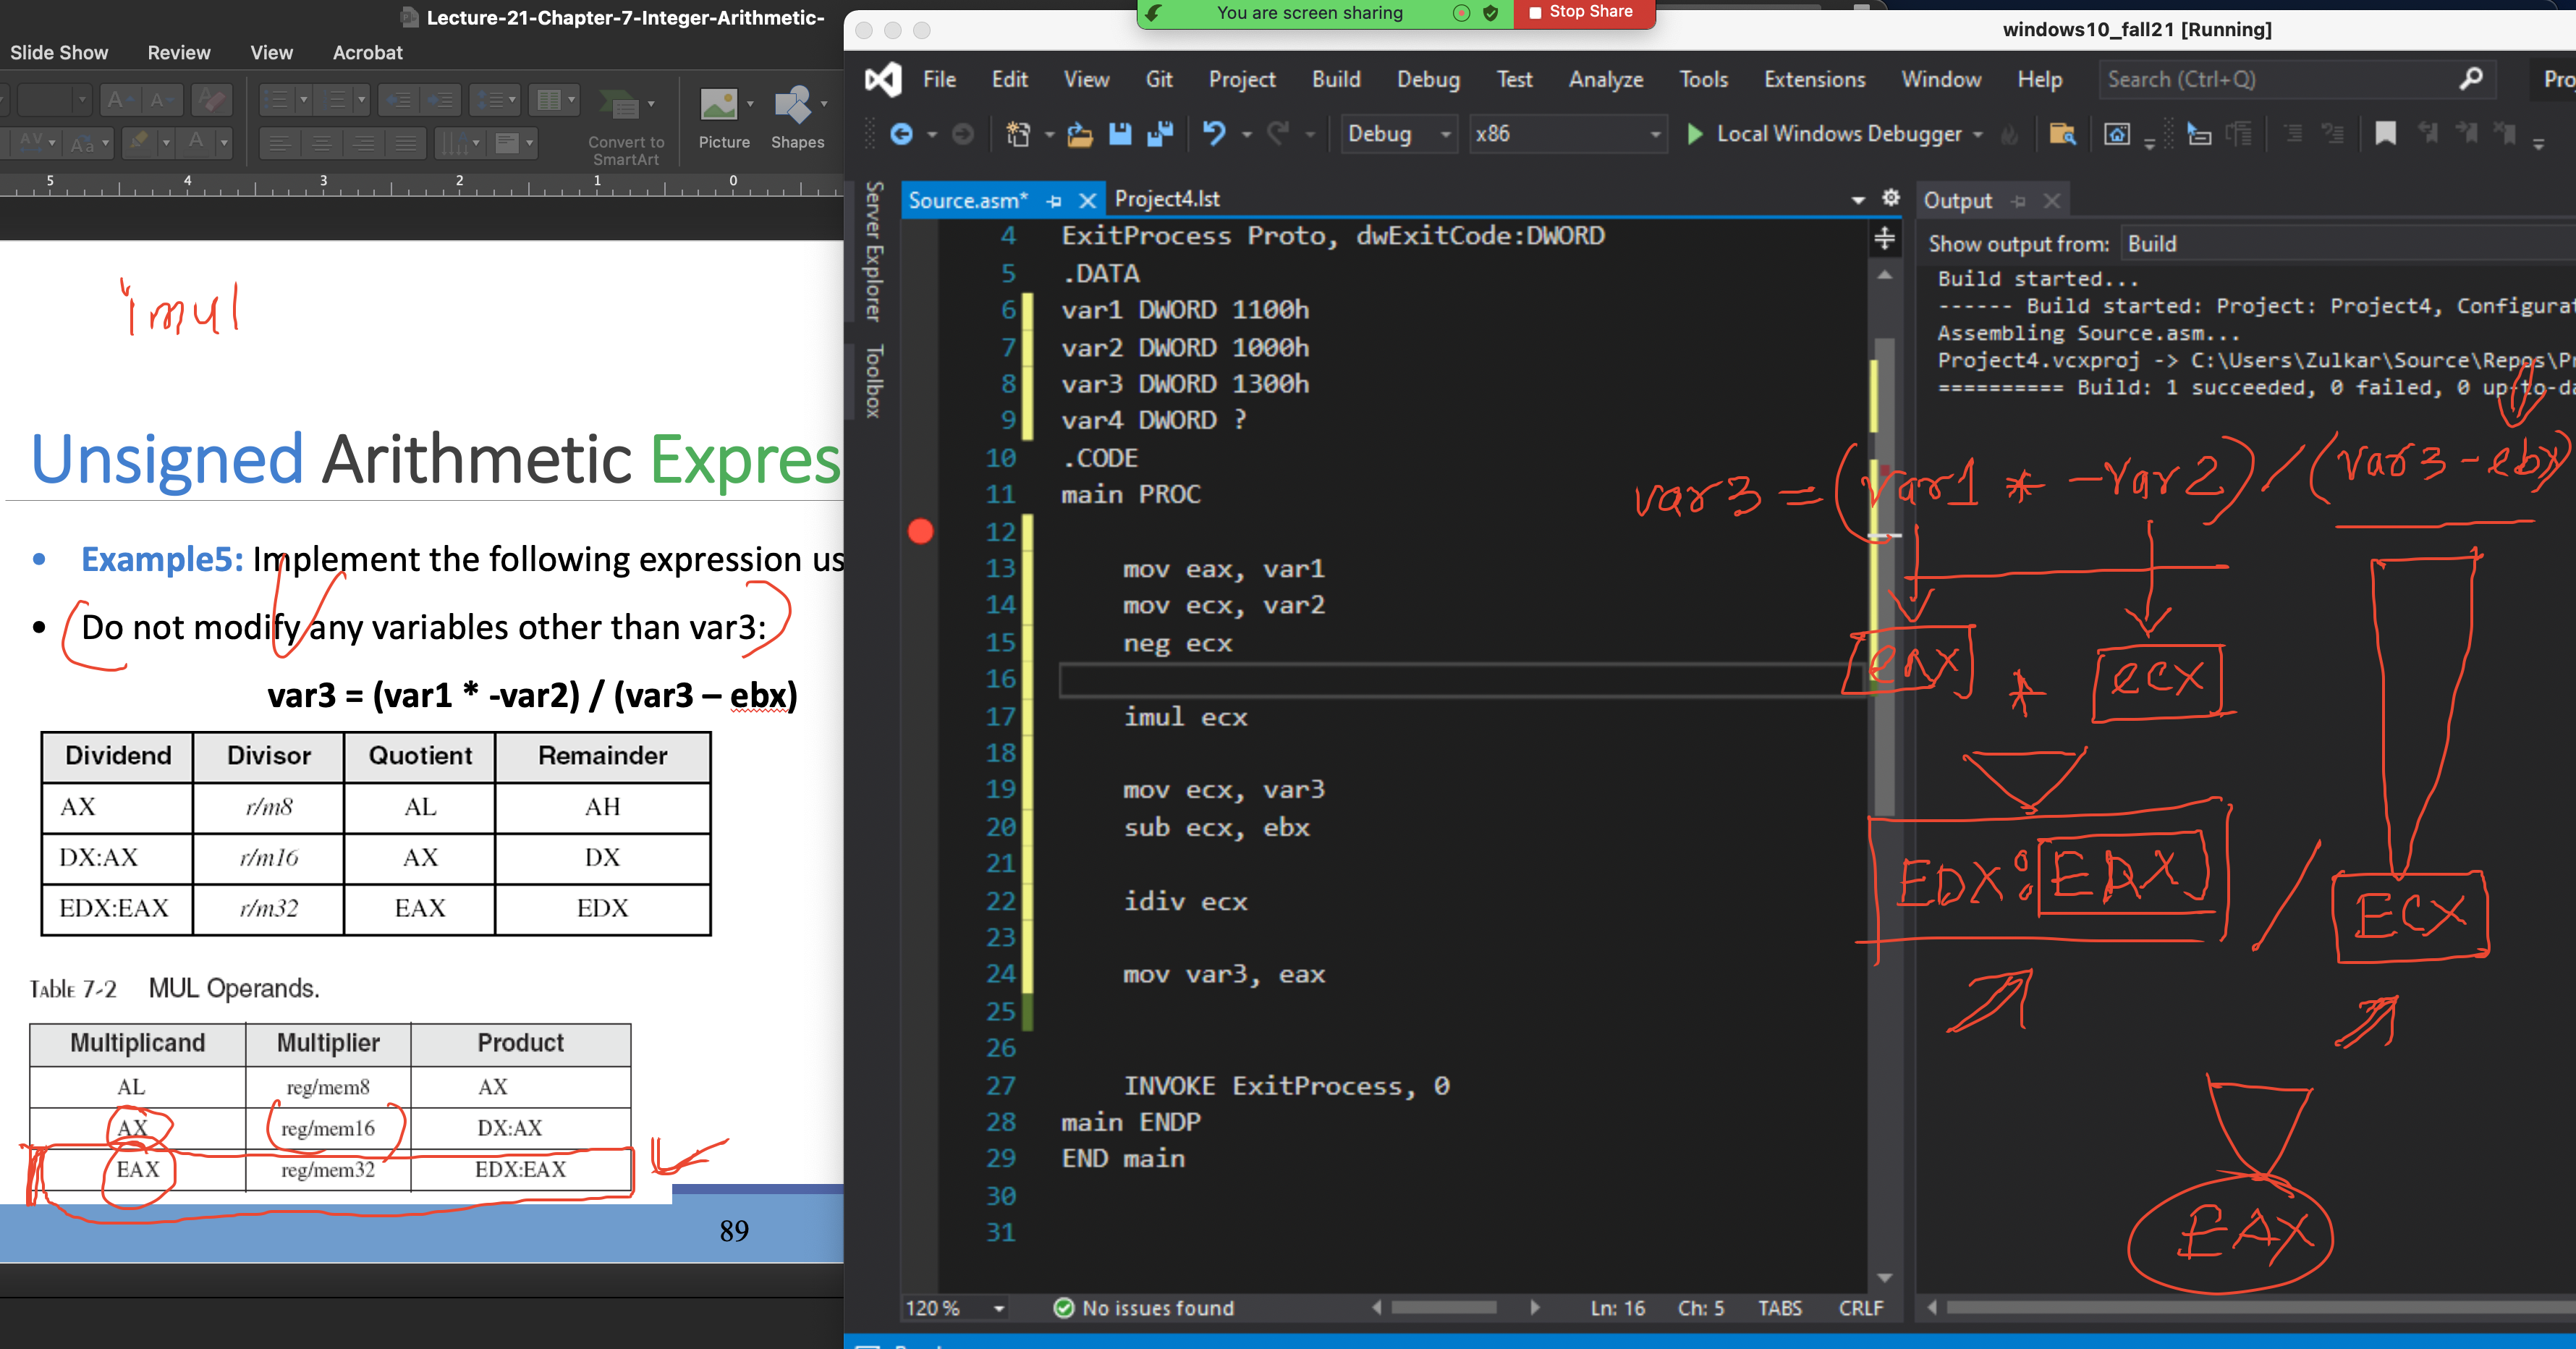 Lecture-21-Chapter-7-Integer-Arithmetic-
Slide Show Review View Acrobat
Convert to SmartArt
Picture
Shapes
5 4 3 2 1 0
imul
Unsigned Arithmetic Expres
• Example5: Implement the following expression us
• Do not modify any variables other than var3:
var3 = (var1 * -var2) / (var3 – ebx)
Dividend Divisor Quotient Remainder
AX r/m8 AL AH
DX:AX r/m16 AX DX
EDX:EAX r/m32 EAX EDX
TABLE 7-2 MUL Operands.
Multiplicand Multiplier Product
AL reg/mem8 AX
AX reg/mem16 DX:AX
EAX reg/mem32 EDX:EAX
89
You are screen sharing
Stop Share
windows10_fall21 [Running]
File Edit View Git Project Build Debug Test Analyze Tools Extensions Window Help Search (Ctrl+Q) Pro
Debug x86 Local Windows Debugger
Server Explorer
Toolbox
Source.asm* Project4.lst
4 ExitProcess Proto, dwExitCode:DWORD
5 .DATA
6 var1 DWORD 1100h
7 var2 DWORD 1000h
8 var3 DWORD 1300h
9 var4 DWORD ?
10 .CODE
11 main PROC
12
13 mov eax, var1
14 mov ecx, var2
15 neg ecx
16
17 imul ecx
18
19 mov ecx, var3
20 sub ecx, ebx
21
22 idiv ecx
23
24 mov var3, eax
25
26
27 INVOKE ExitProcess, 0
28 main ENDP
29 END main
30
31
120 % No issues found Ln: 16 Ch: 5 TABS CRLF
Output
Show output from: Build
Build started...
------ Build started: Project: Project4, Configurat
Assembling Source.asm...
Project4.vcxproj -> C:\Users\Zulkar\Source\Repos\Pr
========== Build: 1 succeeded, 0 failed, 0 up-to-da
var3 = (var1 * -var2) / (var3 - ebx)
eax * ecx
EDX: EAX / ECX
EAX